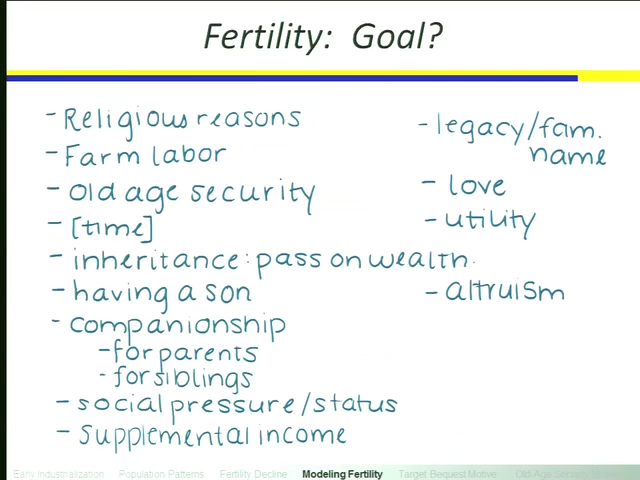 Fertility: Goal?
- Religious reasons
- Farm labor
- Old age security
- [time]
- inheritance: pass on wealth
- having a son
- companionship
- for parents
- for siblings
- social pressure/status
- supplemental income
- legacy/fam.
name
- love
- utility
- altruism
Early Industrialization Population Patterns Fertility Decline Modeling Fertility Target Bequest Motive Old-Age Security